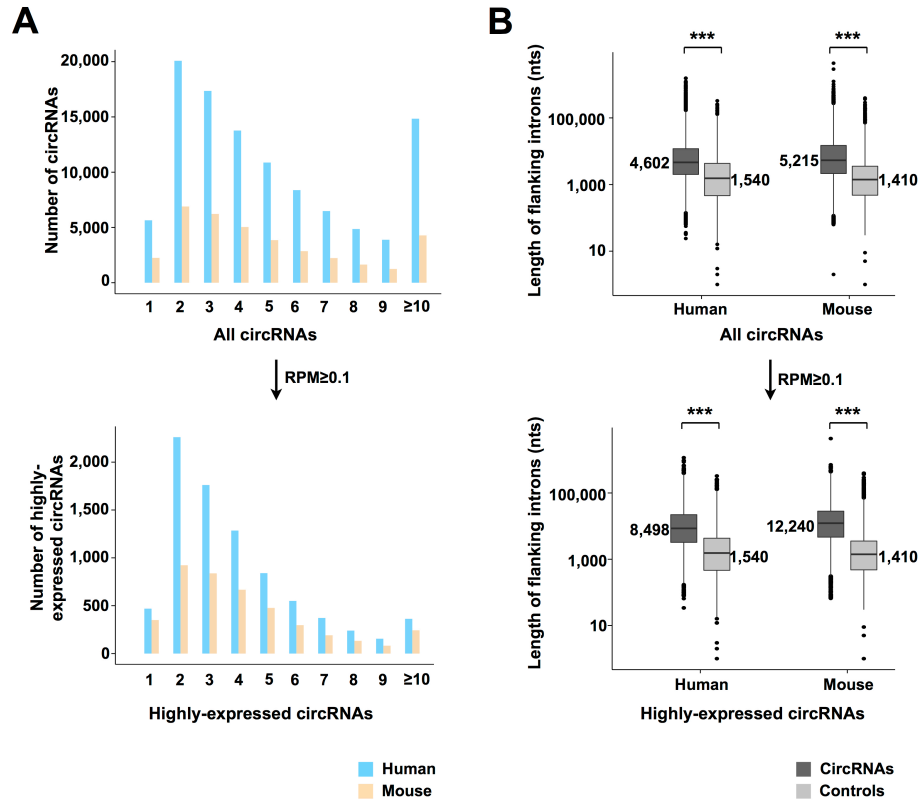 A
Number of circRNAs
20,000
15,000
10,000
5,000
0
1 2 3 4 5 6 7 8 9 ≥10
All circRNAs
RPM≥0.1
Number of highly-
expressed circRNAs
2,000
1,500
1,000
500
0
1 2 3 4 5 6 7 8 9 ≥10
Highly-expressed circRNAs
Human
Mouse
B
Length of flanking introns (nts)
100,000
1,000
10
*** ***
4,602 1,540 5,215 1,410
Human Mouse
All circRNAs
RPM≥0.1
Length of flanking introns (nts)
100,000
1,000
10
*** ***
8,498 1,540 12,240 1,410
Human Mouse
Highly-expressed circRNAs
CircRNAs
Controls